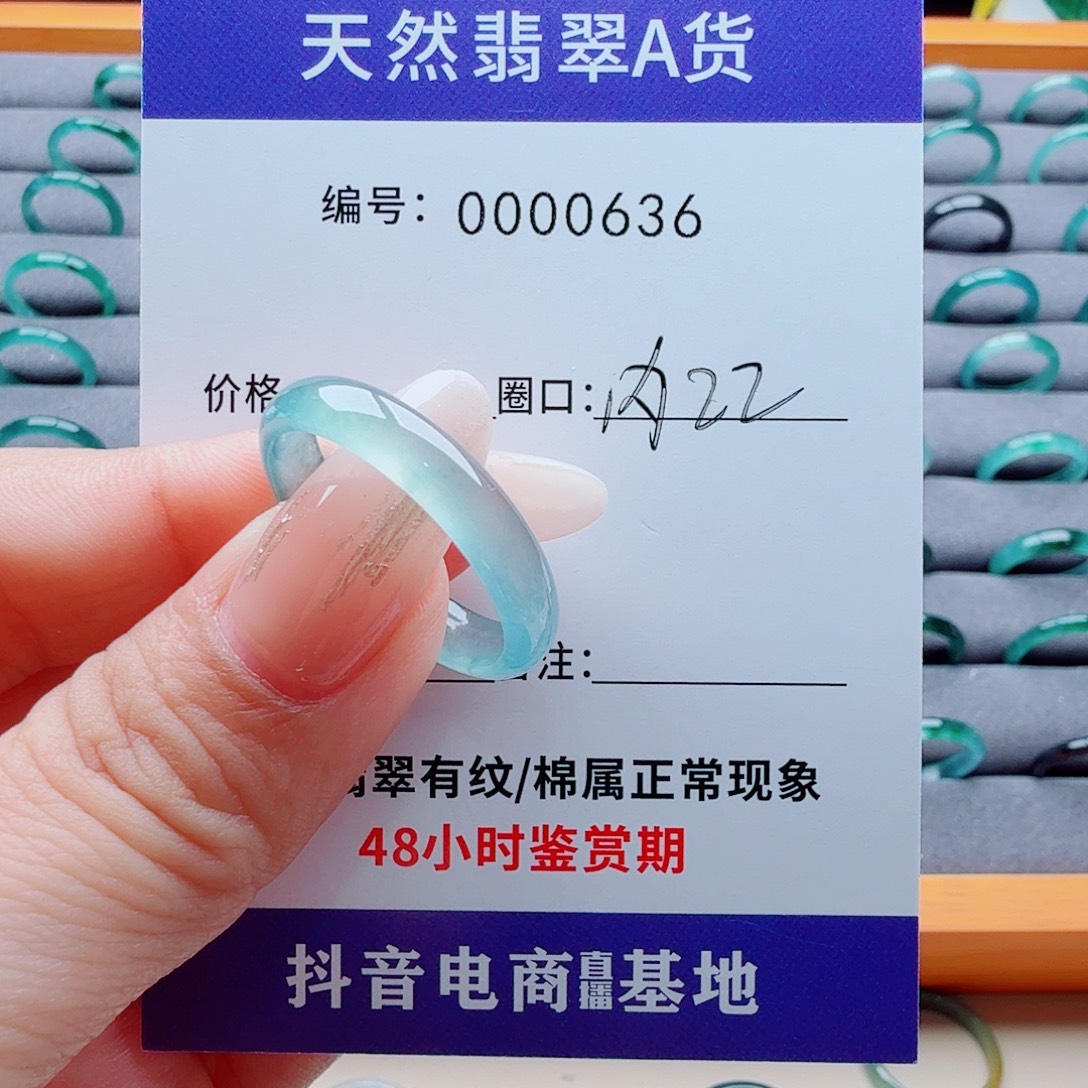 天然翡翠A货
编号：0000636
价格 圈口：内22
注：
翠有纹/棉属正常现象
48小时鉴赏期
抖音电商直播基地